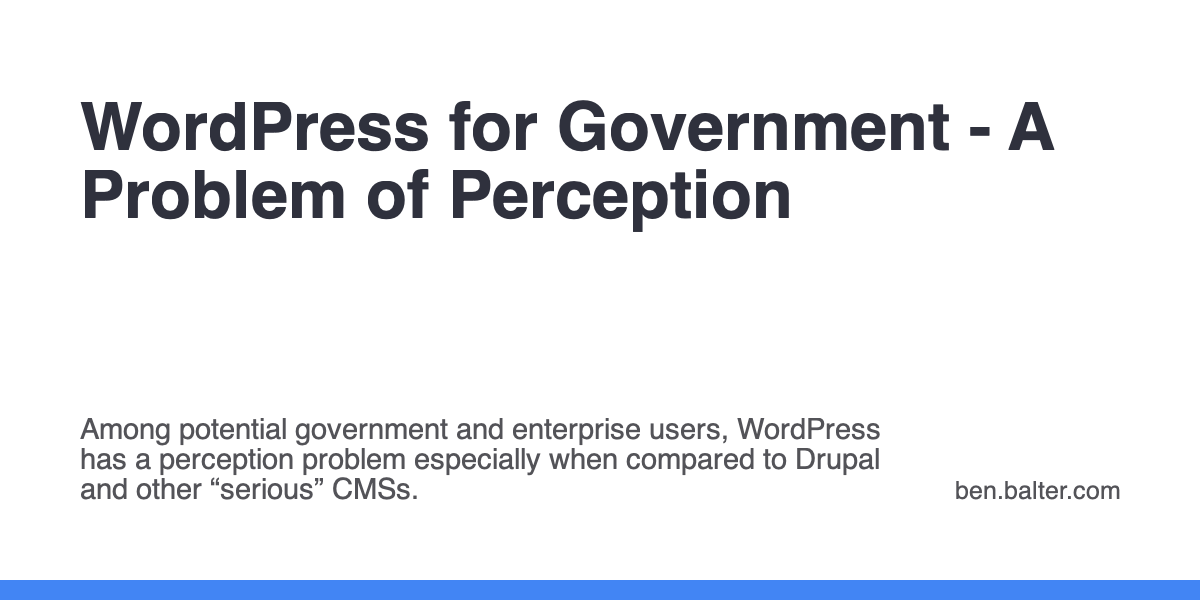 WordPress for Government - A
Problem of Perception
Among potential government and enterprise users, WordPress
has a perception problem especially when compared to Drupal
and other “serious” CMSs.
ben.balter.com